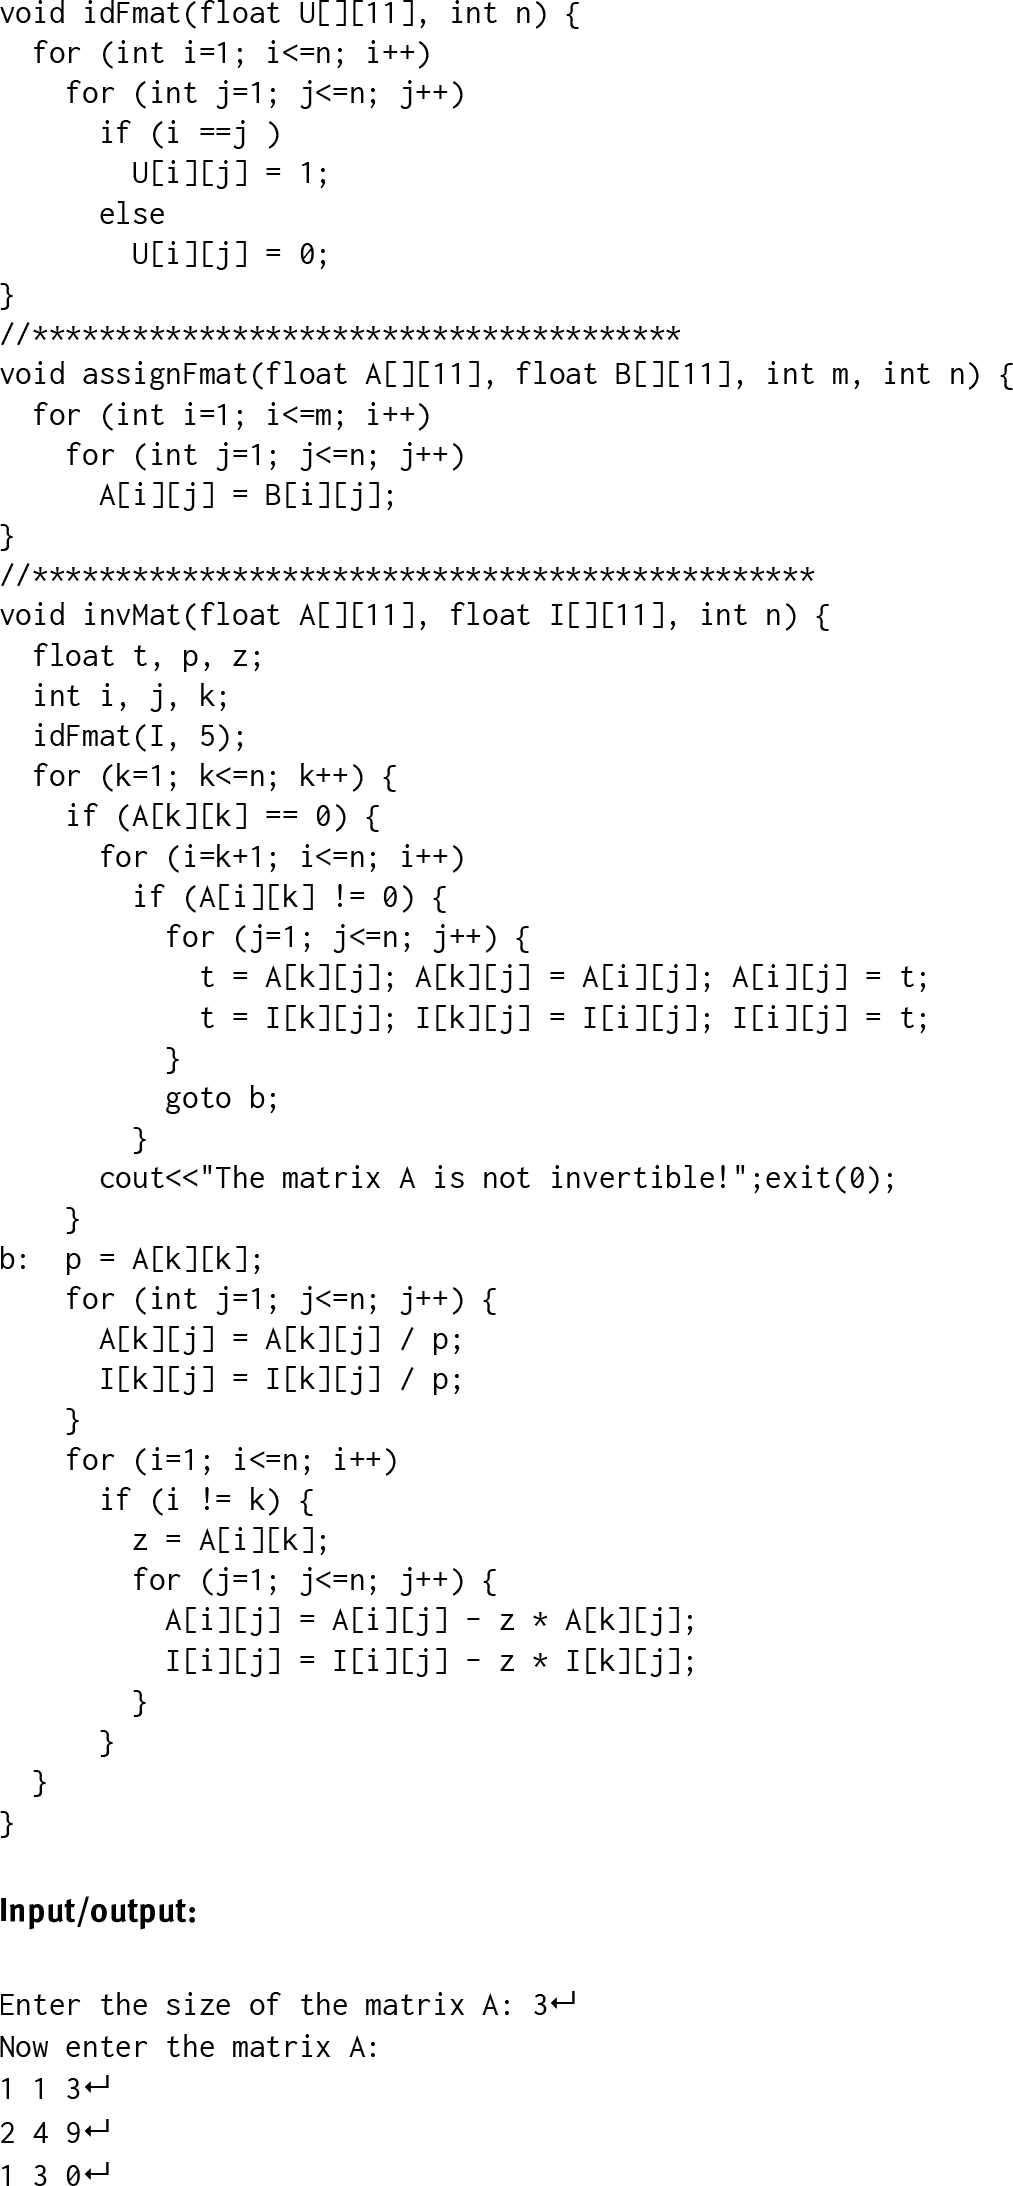 void idFmat(float U[][11], int n) {
  for (int i=1; i<=n; i++)
    for (int j=1; j<=n; j++)
      if (i ==j )
        U[i][j] = 1;
      else
        U[i][j] = 0;
}
//***************************************
void assignFmat(float A[][11], float B[][11], int m, int n) {
  for (int i=1; i<=m; i++)
    for (int j=1; j<=n; j++)
      A[i][j] = B[i][j];
}
//***********************************************
void invMat(float A[][11], float I[][11], int n) {
  float t, p, z;
  int i, j, k;
  idFmat(I, 5);
  for (k=1; k<=n; k++) {
    if (A[k][k] == 0) {
      for (i=k+1; i<=n; i++)
        if (A[i][k] != 0) {
          for (j=1; j<=n; j++) {
            t = A[k][j]; A[k][j] = A[i][j]; A[i][j] = t;
            t = I[k][j]; I[k][j] = I[i][j]; I[i][j] = t;
          }
          goto b;
        }
      cout<<"The matrix A is not invertible!";exit(0);
    }
b:  p = A[k][k];
    for (int j=1; j<=n; j++) {
      A[k][j] = A[k][j] / p;
      I[k][j] = I[k][j] / p;
    }
    for (i=1; i<=n; i++)
      if (i != k) {
        z = A[i][k];
        for (j=1; j<=n; j++) {
          A[i][j] = A[i][j] - z * A[k][j];
          I[i][j] = I[i][j] - z * I[k][j];
        }
      }
  }
}
Input/output:
Enter the size of the matrix A: 3↵
Now enter the matrix A:
1 1 3↵
2 4 9↵
1 3 0↵